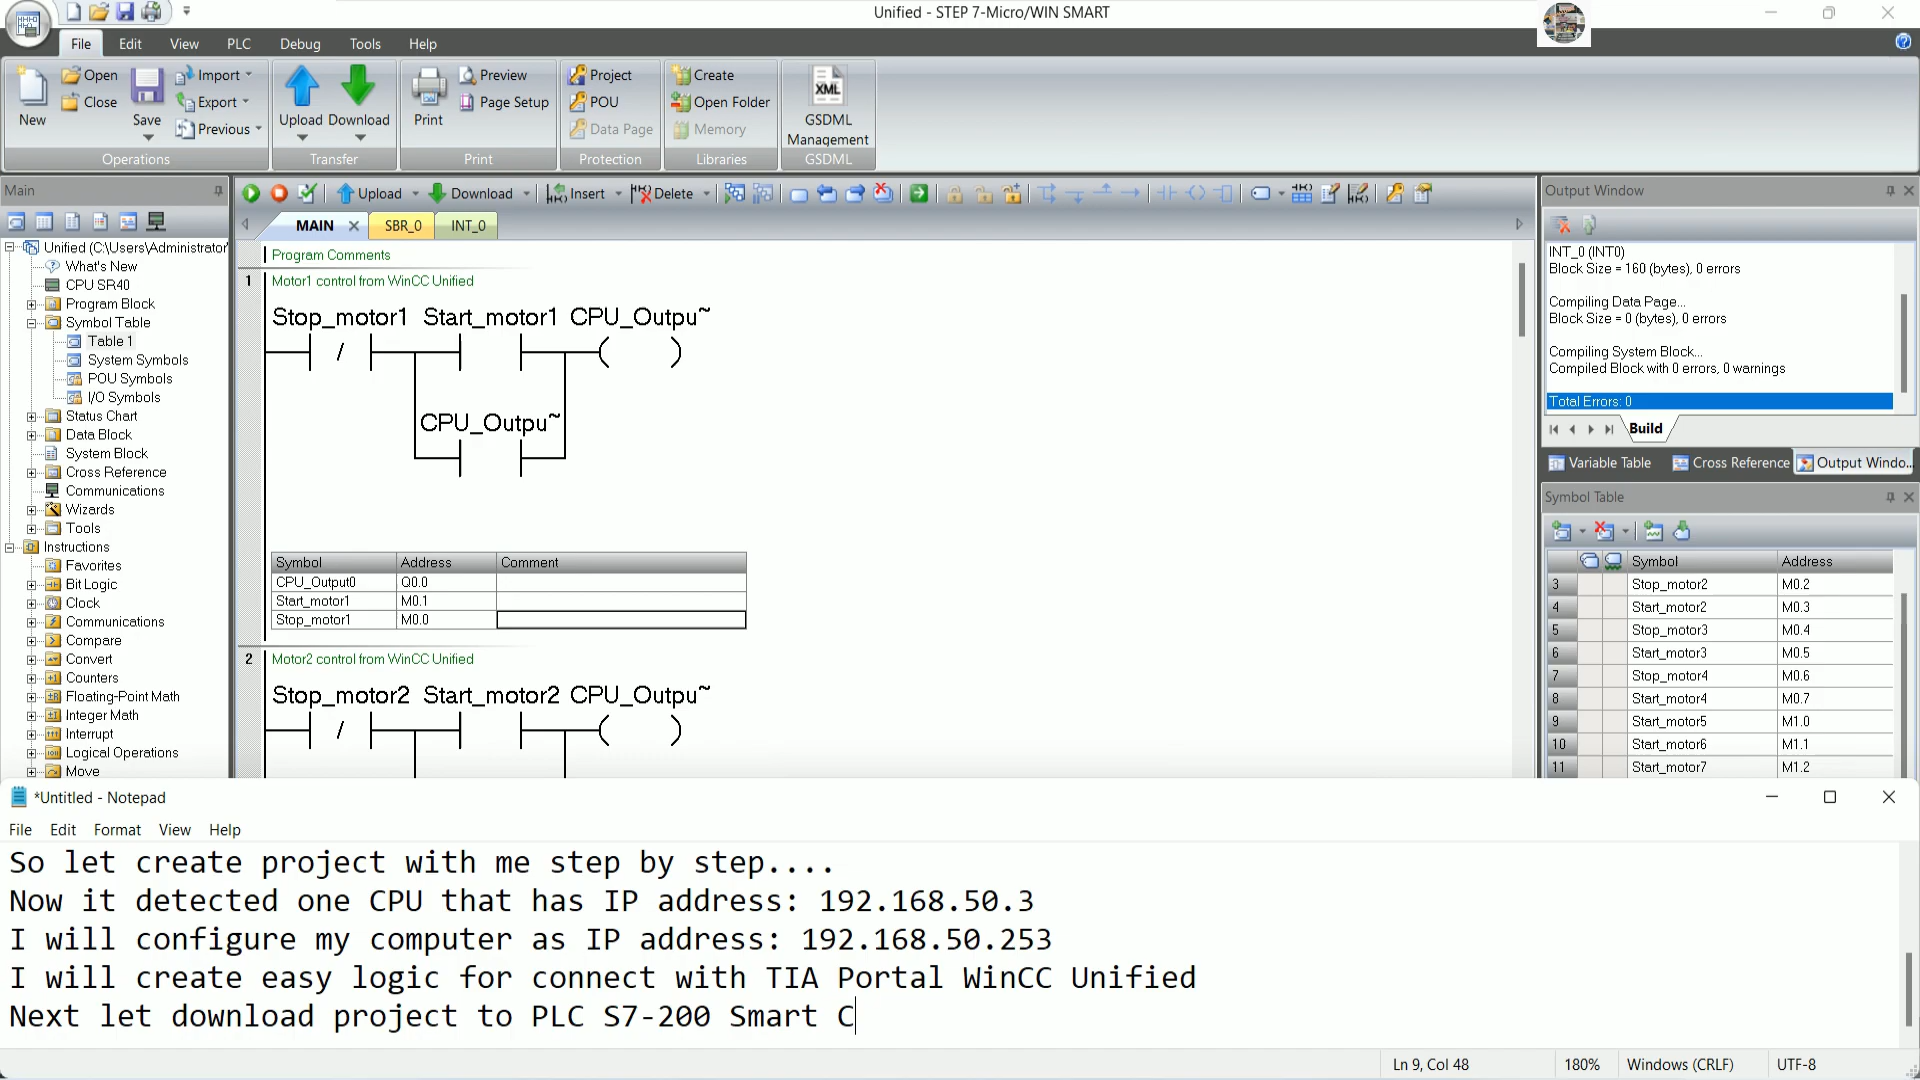 Unified - STEP 7-Micro/WIN SMART
File Edit View PLC Debug Tools Help
New
Open
Close
Save
Import
Export
Previous
Operations
Upload
Download
Transfer
Print
Preview
Page Setup
Print
Project
POU
Data Page
Protection
Create
Open Folder
Memory
Libraries
XML
GSDML
Management
GSDML
Main
Unified (C:\Users\Administrator
What's New
CPU SR40
Program Block
Symbol Table
Table 1
System Symbols
POU Symbols
I/O Symbols
Status Chart
Data Block
System Block
Cross Reference
Communications
Wizards
Tools
Instructions
Favorites
Bit Logic
Clock
Communications
Compare
Convert
Counters
Floating-Point Math
Integer Math
Interrupt
Logical Operations
Move
Upload Download Insert Delete
MAIN SBR_0 INT_0
Program Comments
1 Motor1 control from WinCC Unified
Stop_motor1 Start_motor1 CPU_Outpu~
CPU_Outpu~
Symbol Address Comment
CPU_Output0 Q0.0
Start_motor1 M0.1
Stop_motor1 M0.0
2 Motor2 control from WinCC Unified
Stop_motor2 Start_motor2 CPU_Outpu~
Output Window
INT_0 (INT0)
Block Size = 160 (bytes), 0 errors
Compiling Data Page...
Block Size = 0 (bytes), 0 errors
Compiling System Block...
Compiled Block with 0 errors, 0 warnings
Total Errors: 0
Build
Variable Table Cross Reference Output Windo...
Symbol Table
Symbol Address
3 Stop_motor2 M0.2
4 Start_motor2 M0.3
5 Stop_motor3 M0.4
6 Start_motor3 M0.5
7 Stop_motor4 M0.6
8 Start_motor4 M0.7
9 Start_motor5 M1.0
10 Start_motor6 M1.1
11 Start_motor7 M1.2
*Untitled - Notepad
File Edit Format View Help
So let create project with me step by step....
Now it detected one CPU that has IP address: 192.168.50.3
I will configure my computer as IP address: 192.168.50.253
I will create easy logic for connect with TIA Portal WinCC Unified
Next let download project to PLC S7-200 Smart C
Ln 9, Col 48 180% Windows (CRLF) UTF-8